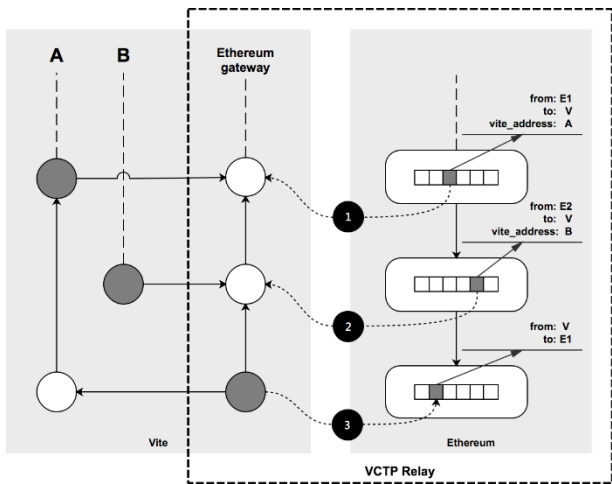 A
B
Ethereum
gateway
from: E1
to: V
vite_address: A
1
from: E2
to: V
vite_address: B
2
from: V
to: E1
3
Vite
Ethereum
VCTP Relay